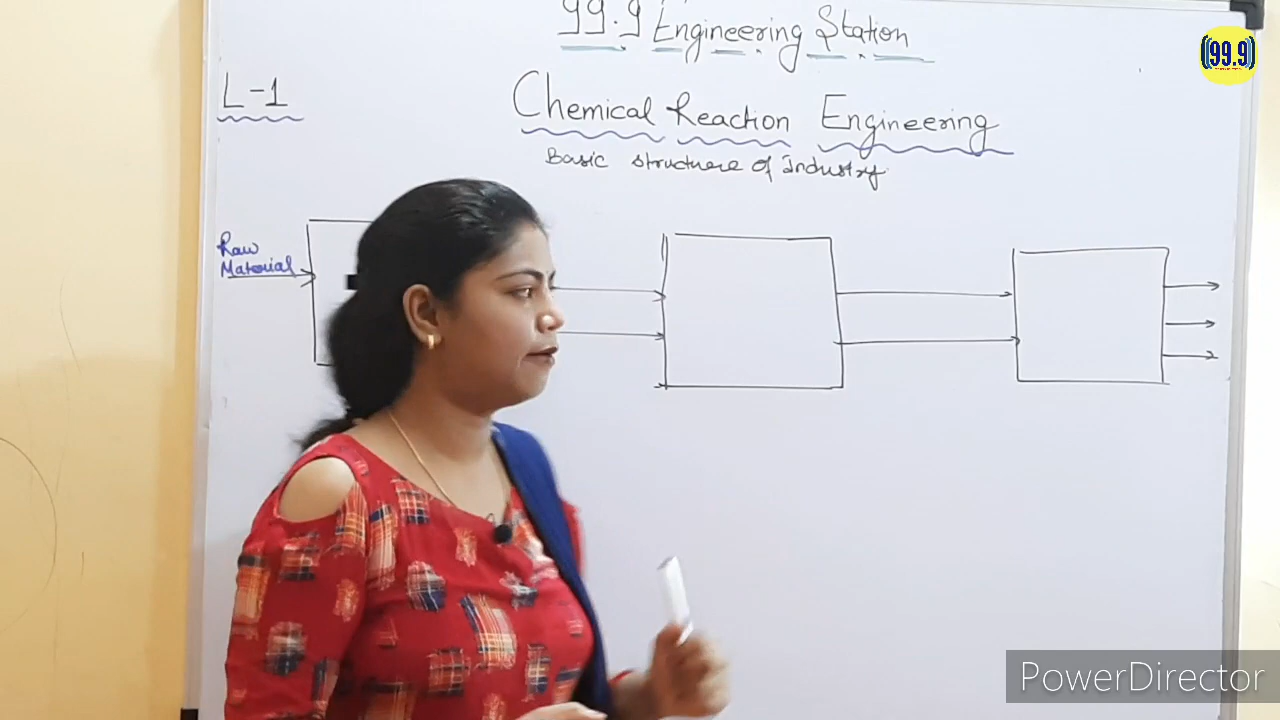 99.9 Engineering Station
(99.9)
L-1
Chemical Reaction Engineering
Basic structure of industry
Raw
Material
PowerDirector